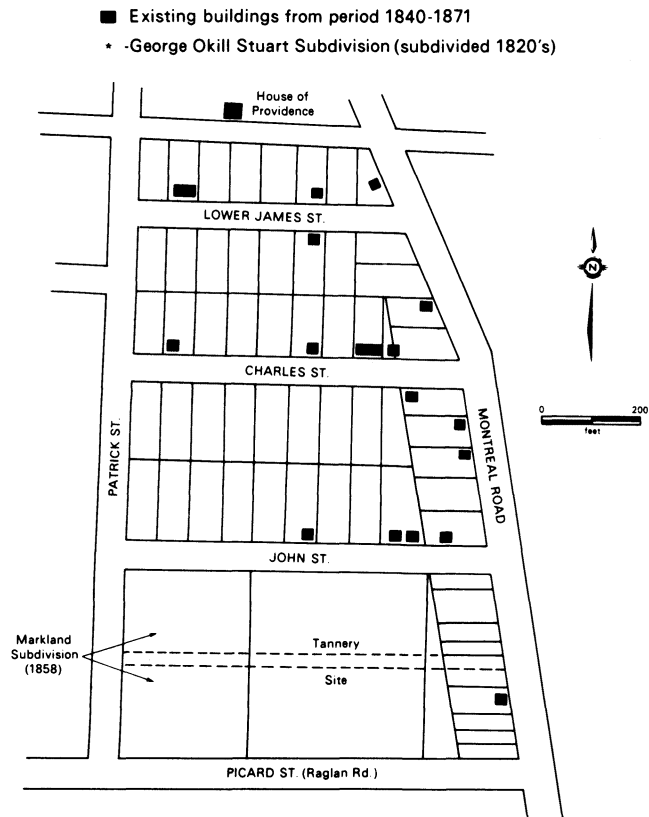 Existing buildings from period 1840-1871
* -George Okill Stuart Subdivision (subdivided 1820's)
House of
Providence
LOWER JAMES ST.
N
CHARLES ST.
0 200
feet
PATRICK ST.
MONTREAL ROAD
JOHN ST.
Markland
Subdivision
(1858)
Tannery
Site
PICARD ST. (Raglan Rd.)